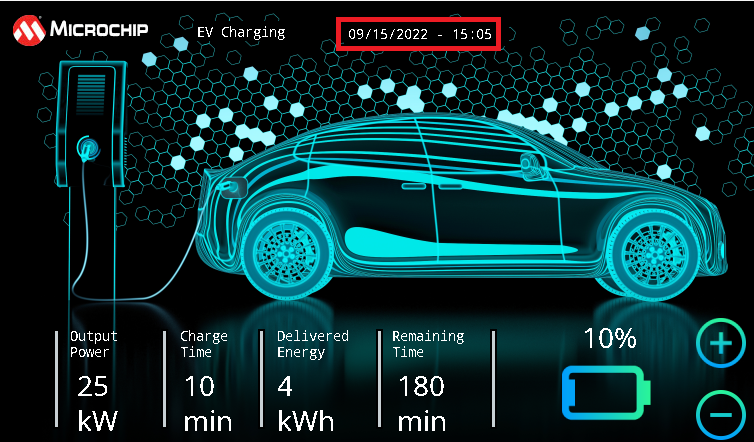 MICROCHIP
EV Charging
09/15/2022 - 15:05
Output
Power
25
kW
Charge
Time
10
min
Delivered
Energy
4
kWh
Remaining
Time
180
min
10%
+
−